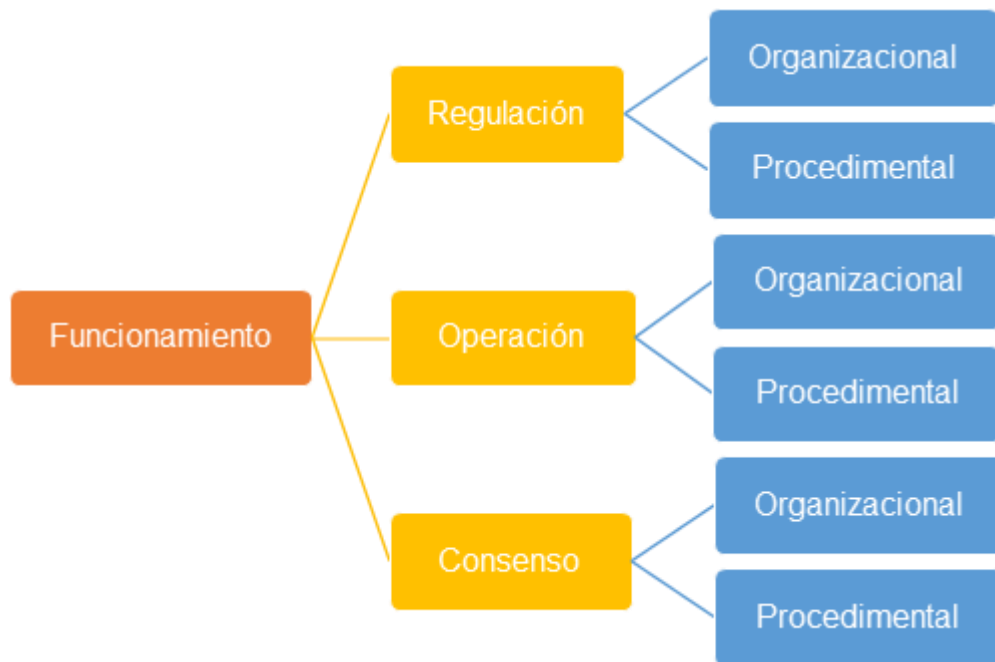 Funcionamiento
Regulación
Organizacional
Procedimental
Operación
Organizacional
Procedimental
Consenso
Organizacional
Procedimental